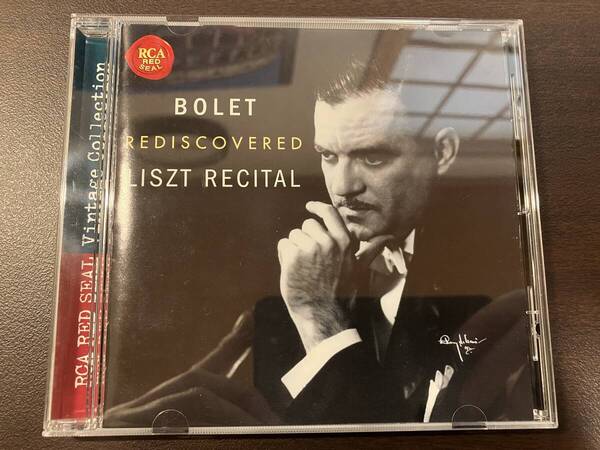 RCA
RED
SEAL
BOLET
REDISCOVERED
LISZT RECITAL
RCA RED SEAL Vintage Collection